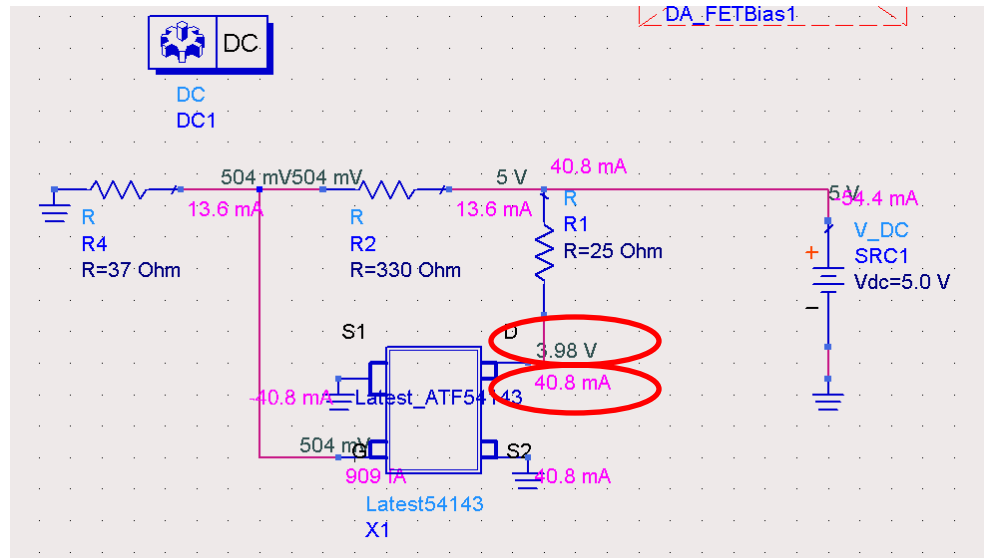 DA_FETBias1
DC
DC
DC1
40.8 mA
504 mV
504 mV
5 V
5 V
13.6 mA
13.6 mA
-54.4 mA
R
R4
R=37 Ohm
R
R2
R=330 Ohm
R
R1
R=25 Ohm
V_DC
SRC1
Vdc=5.0 V
+
−
S1
D
3.98 V
40.8 mA
-40.8 mA
Latest_ATF54143
504 mV
G
S2
909 fA
40.8 mA
Latest54143
X1